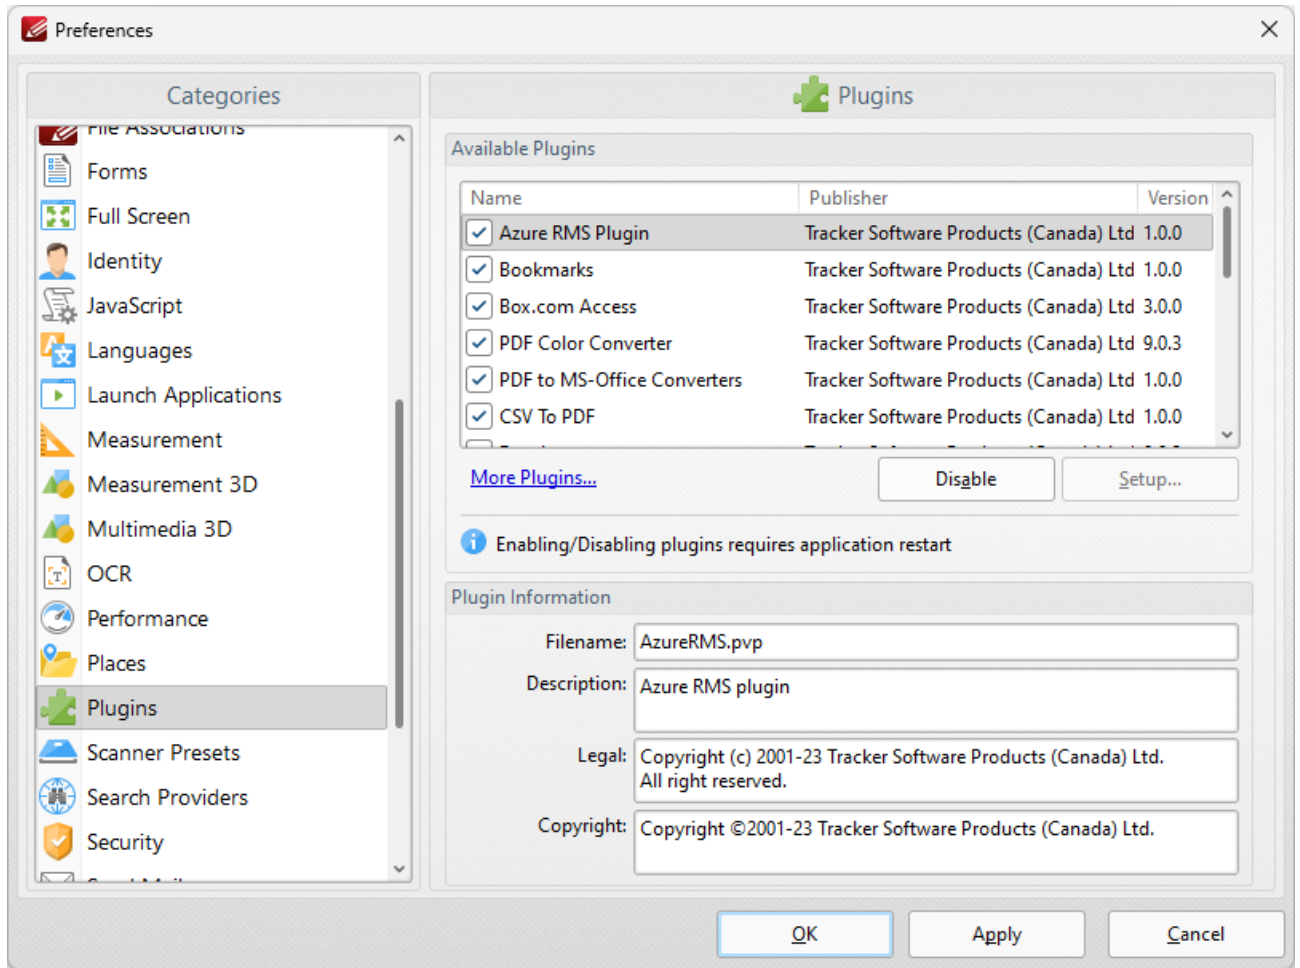 Preferences
Categories
File Associations
Forms
Full Screen
Identity
JavaScript
Languages
Launch Applications
Measurement
Measurement 3D
Multimedia 3D
OCR
Performance
Places
Plugins
Scanner Presets
Search Providers
Security
Plugins
Available Plugins
Name Publisher Version
Azure RMS Plugin Tracker Software Products (Canada) Ltd 1.0.0
Bookmarks Tracker Software Products (Canada) Ltd 1.0.0
Box.com Access Tracker Software Products (Canada) Ltd 3.0.0
PDF Color Converter Tracker Software Products (Canada) Ltd 9.0.3
PDF to MS-Office Converters Tracker Software Products (Canada) Ltd 1.0.0
CSV To PDF Tracker Software Products (Canada) Ltd 1.0.0
More Plugins... Disable Setup...
Enabling/Disabling plugins requires application restart
Plugin Information
Filename: AzureRMS.pvp
Description: Azure RMS plugin
Legal: Copyright (c) 2001-23 Tracker Software Products (Canada) Ltd.
All right reserved.
Copyright: Copyright ©2001-23 Tracker Software Products (Canada) Ltd.
OK Apply Cancel